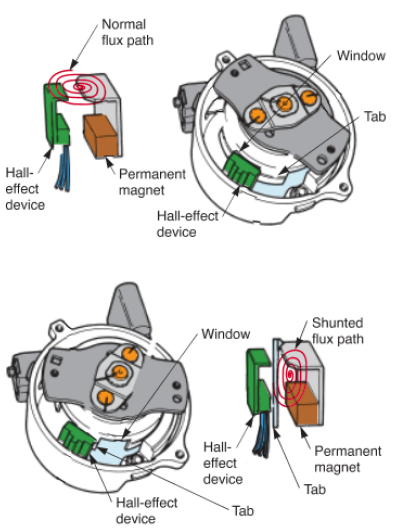 Normal
flux path
Window
Tab
Hall-
effect
device
Permanent
magnet
Hall-effect
device
Shunted
flux path
Window
Hall-
effect
device
Permanent
magnet
Tab
Hall-effect
device
Tab